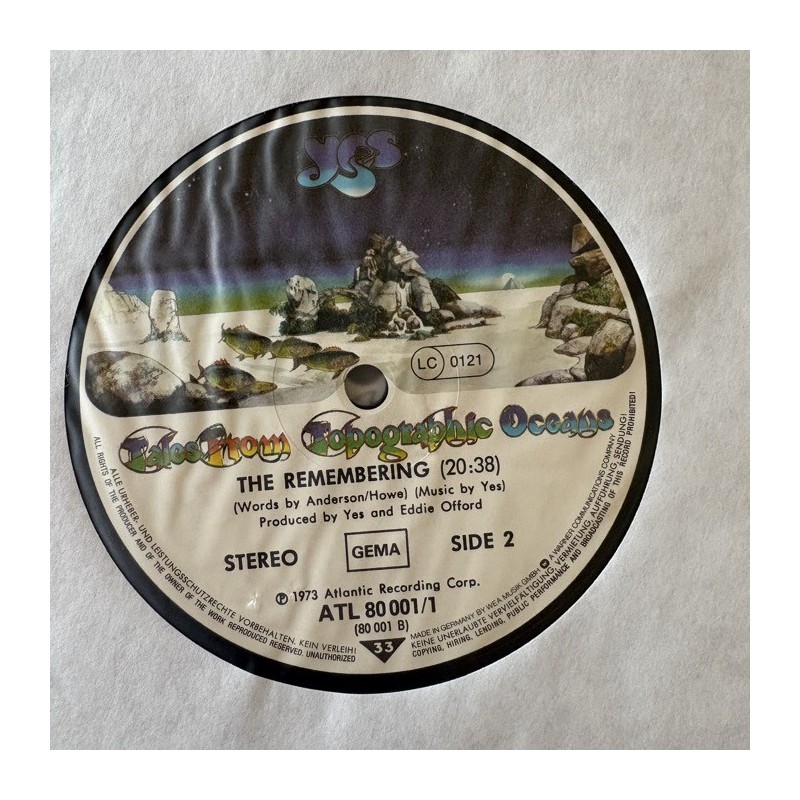 yes
LC 0121
Tales From Topographic Oceans
THE REMEMBERING (20:38)
(Words by Anderson/Howe) (Music by Yes)
Produced by Yes and Eddie Offord
STEREO GEMA SIDE 2
℗ 1973 Atlantic Recording Corp.
ATL 80 001/1
(80 001 B)
33
ALLE URHEBER- UND LEISTUNGSSCHUTZRECHTE VORBEHALTEN. KEIN VERLEIH!
ALL RIGHTS OF THE PRODUCER AND OF THE OWNER OF THE WORK REPRODUCED RESERVED. UNAUTHORIZED
MADE IN GERMANY BY WEA MUSIK GMBH A WARNER COMMUNICATIONS COMPANY
KEINE UNERLAUBTE VERVIELFÄLTIGUNG, VERMIETUNG, AUFFÜHRUNG, SENDUNG!
COPYING, HIRING, LENDING, PUBLIC PERFORMANCE AND BROADCASTING OF THIS RECORD PROHIBITED!